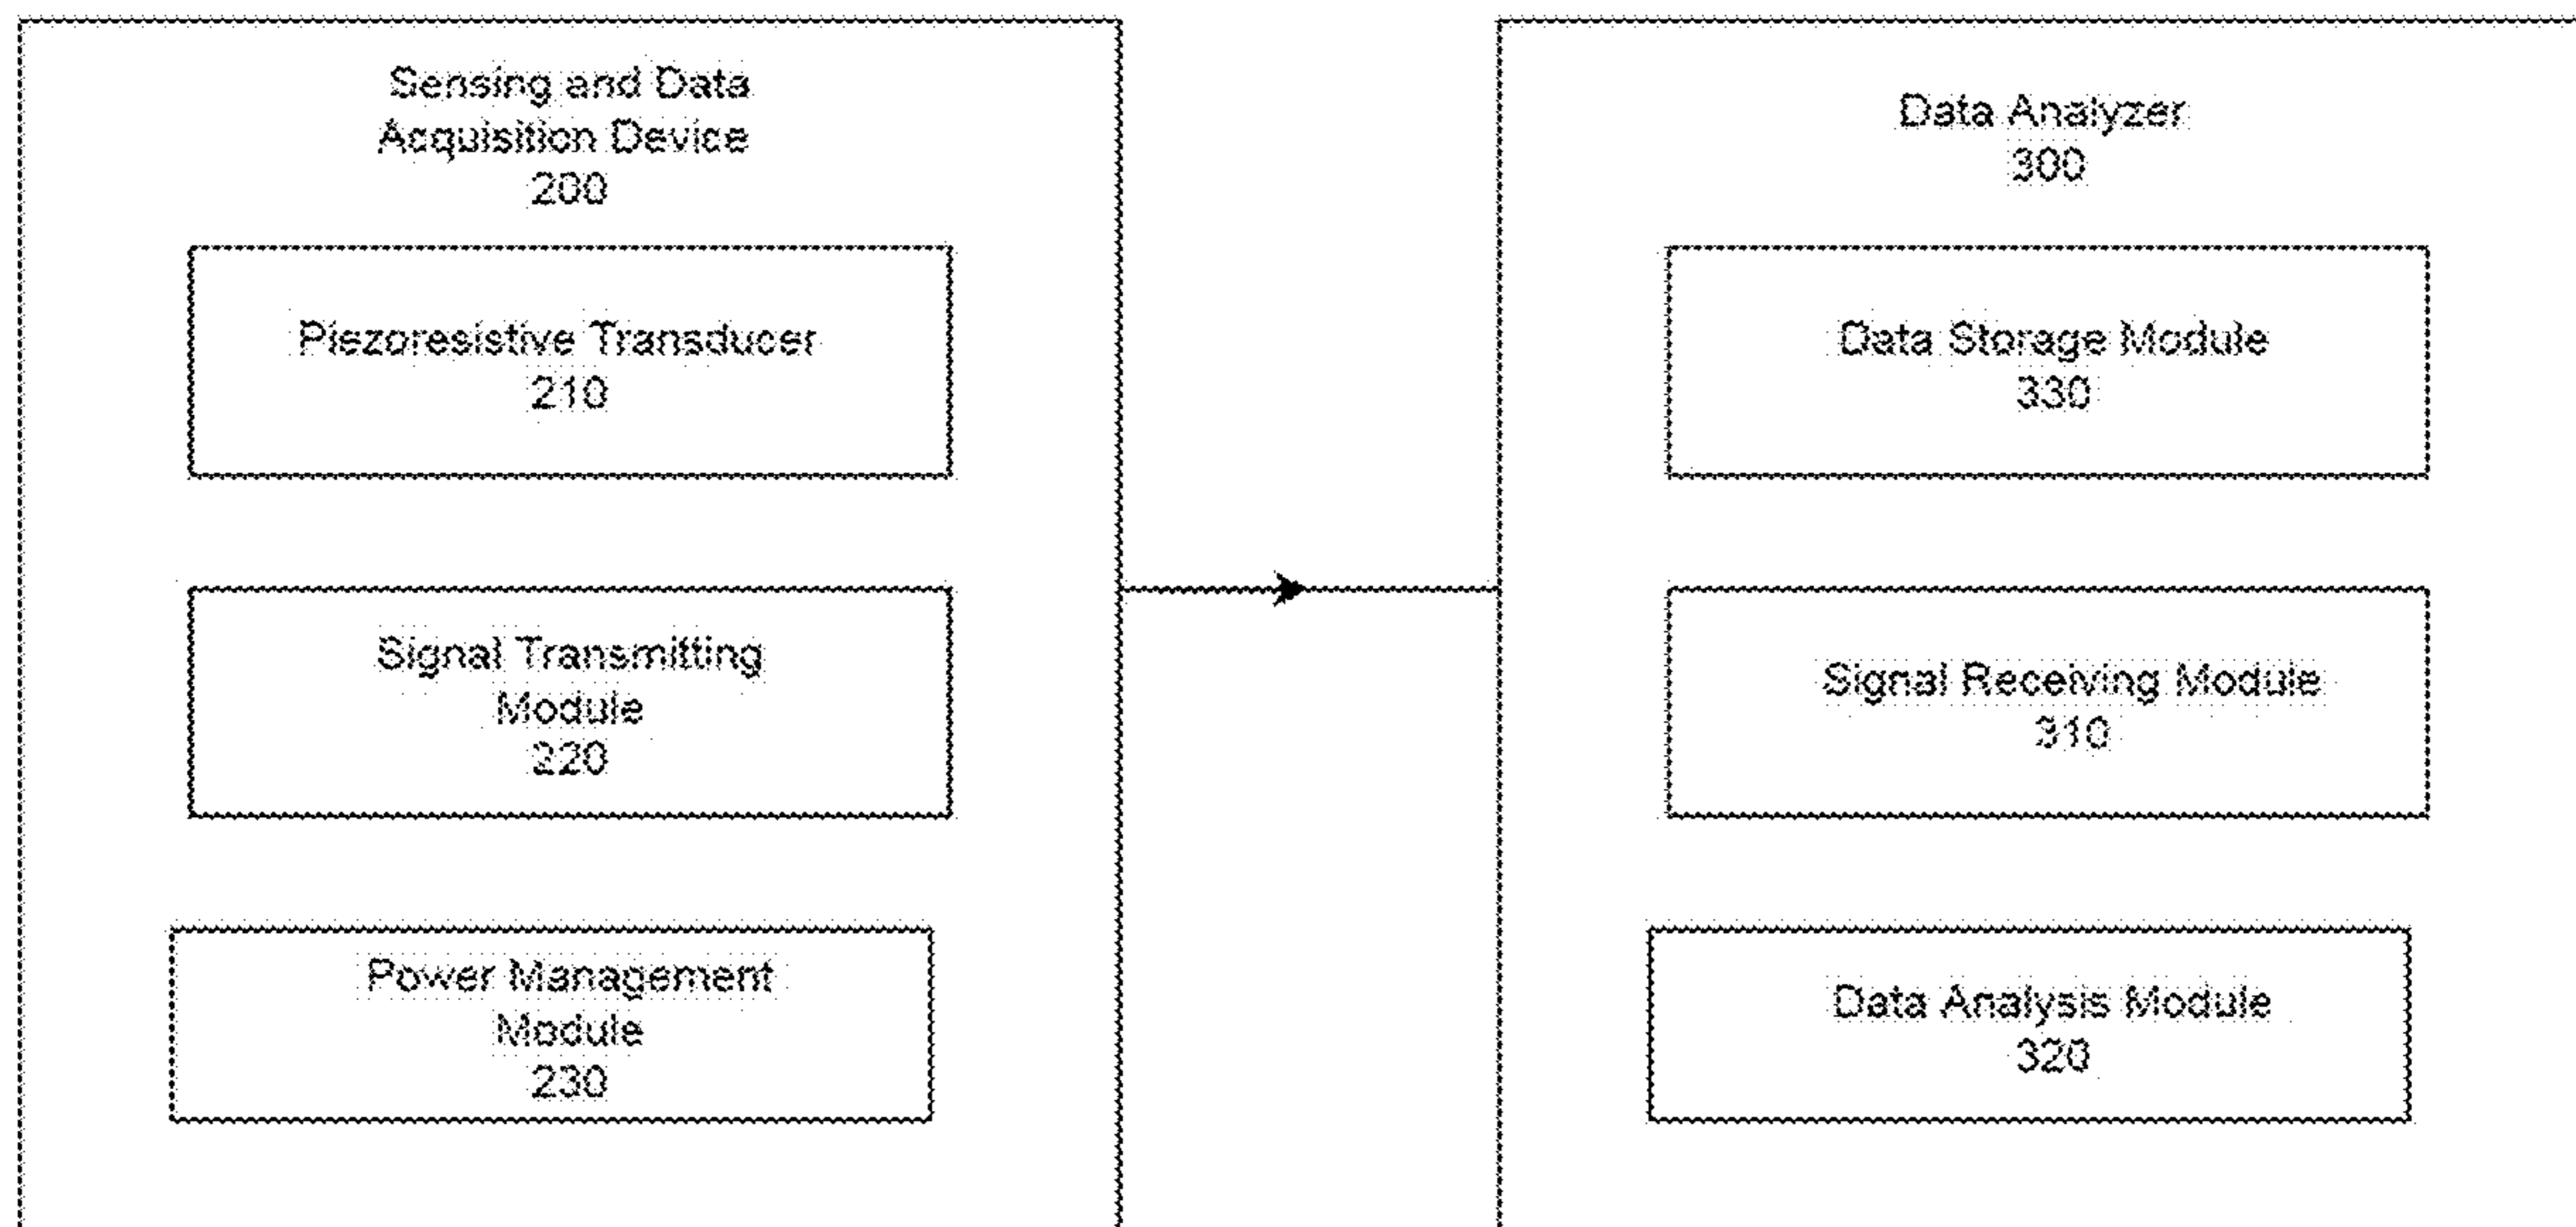 Sensing and Data
Acquisition Device
200
Piezoresistive Transducer
210
Signal Transmitting
Module
220
Power Management
Module
230
Data Analyzer
300
Data Storage Module
330
Signal Receiving Module
310
Data Analysis Module
320